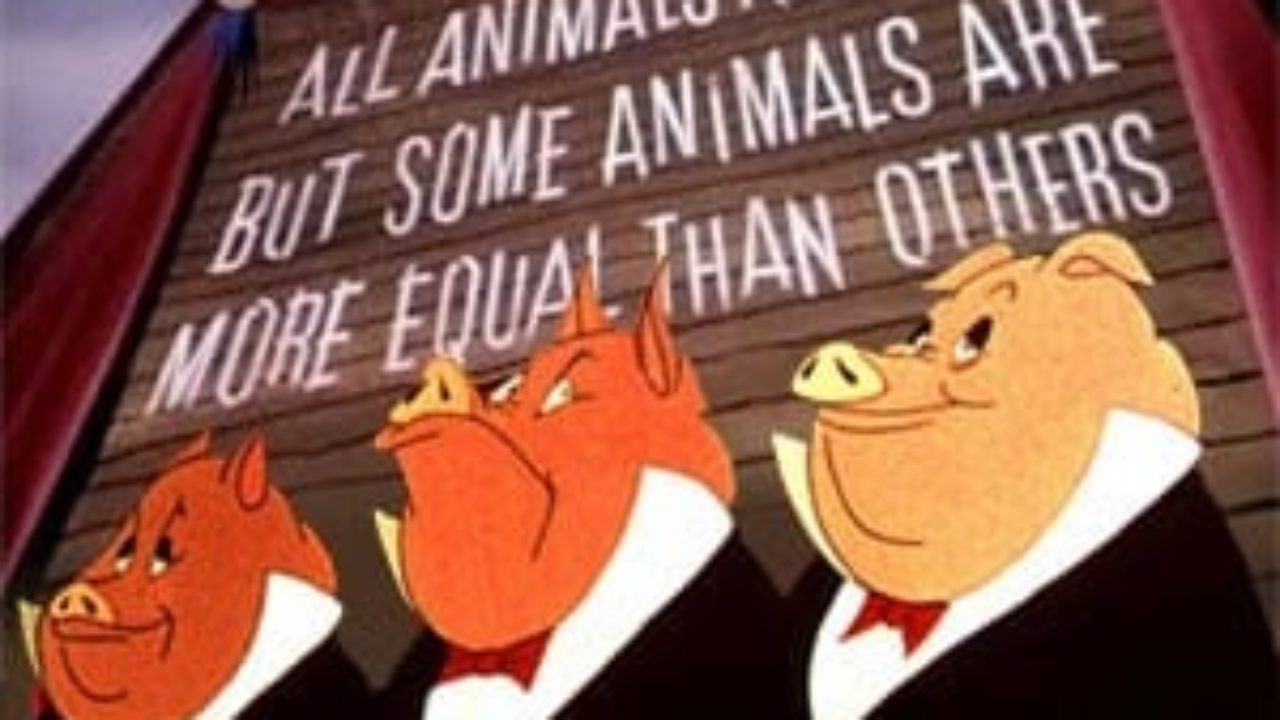 ALL ANIMALS
BUT SOME ANIMALS ARE
MORE EQUAL THAN OTHERS